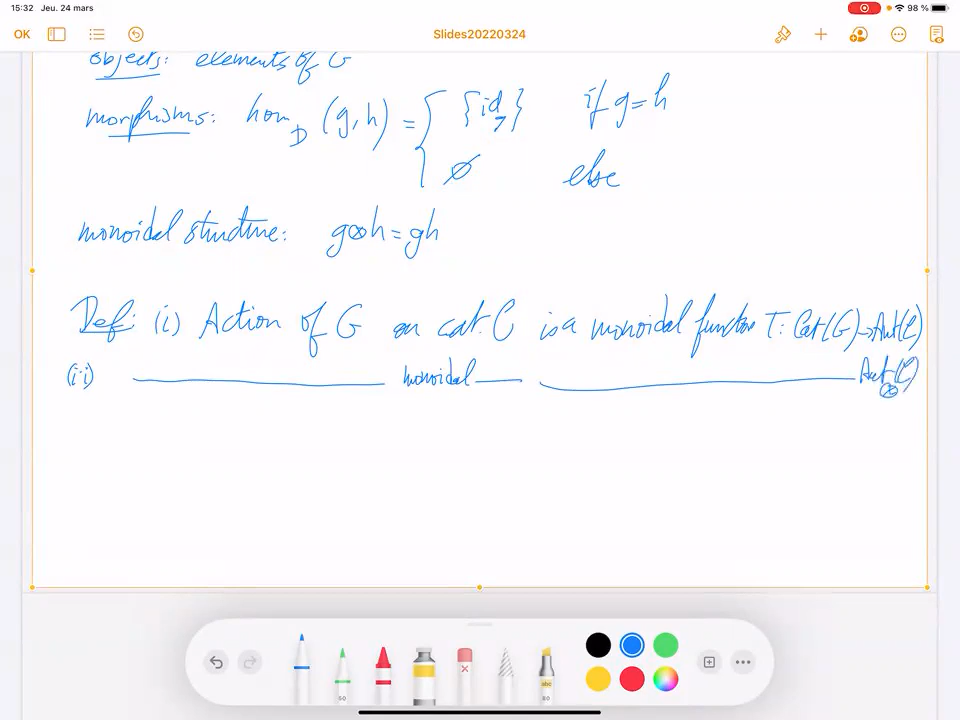 15:32 Jeu. 24 mars 98 %
OK Slides20220324
objects: elements of G
morphisms: hom_D (g, h) = { {id_g} if g = h
∅ else
monoidal structure: g⊗h = gh
Def: (i) Action of G on cat. C is a monoidal functor T: Cat(G) → Aut(C)
(ii) ———— monoidal —— ———— Aut_⊗(C)